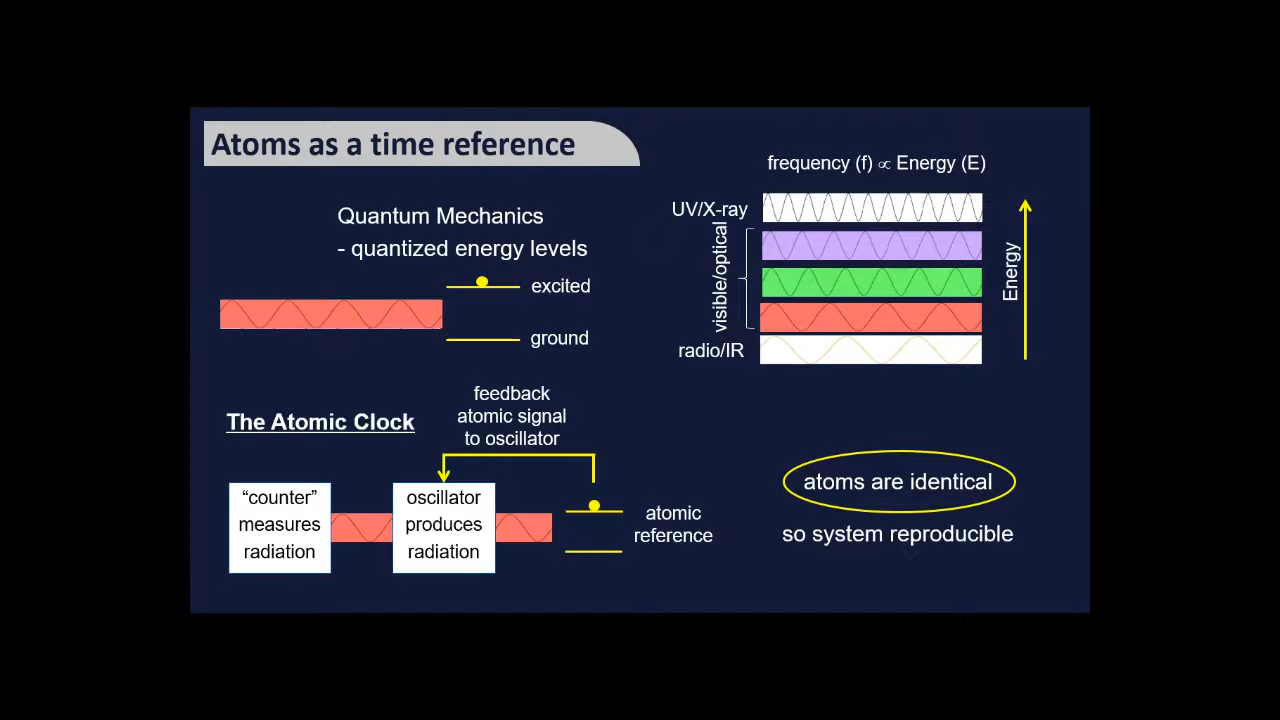 Atoms as a time reference
Quantum Mechanics
- quantized energy levels
excited
ground
frequency (f) ∝ Energy (E)
UV/X-ray
visible/optical
radio/IR
Energy
The Atomic Clock
feedback
atomic signal
to oscillator
“counter”
measures
radiation
oscillator
produces
radiation
atomic
reference
atoms are identical
so system reproducible